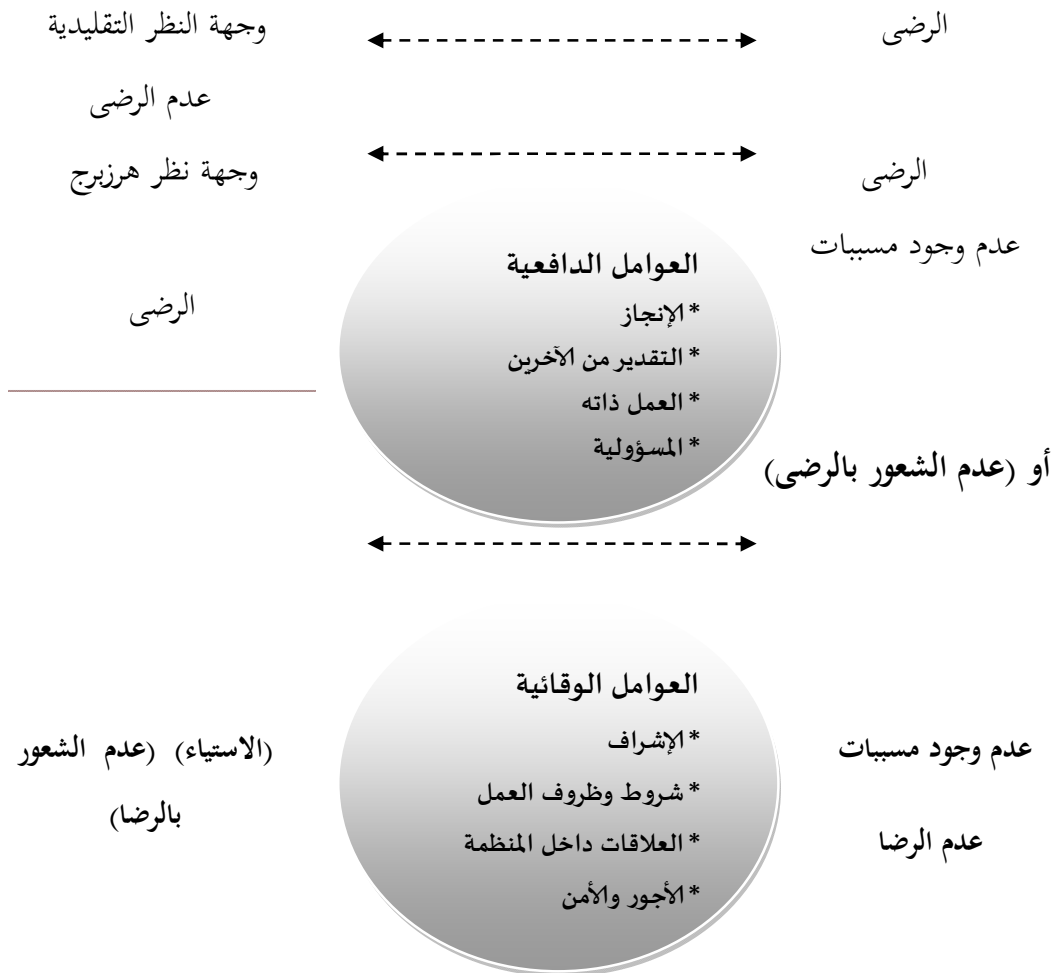 الرضى
وجهة النظر التقليدية
عدم الرضى
الرضى
وجهة نظر هرزبرج
عدم وجود مسببات
الرضى
العوامل الدافعية
* الإنجاز
* التقدير من الآخرين
* العمل ذاته
* المسؤولية
أو (عدم الشعور بالرضى)
العوامل الوقائية
* الإشراف
* شروط وظروف العمل
* العلاقات داخل المنظمة
* الأجور والأمن
عدم وجود مسببات
عدم الرضا
(الاستياء) (عدم الشعور
بالرضا)